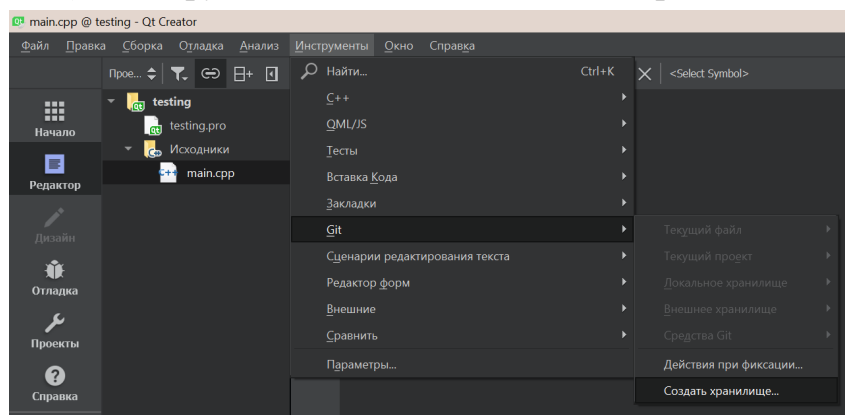 main.cpp @ testing - Qt Creator
Файл Правка Сборка Отладка Анализ Инструменты Окно Справка
Прое...
Найти... Ctrl+K
<Select Symbol>
testing
testing.pro
Исходники
main.cpp
Начало
Редактор
Дизайн
Отладка
Проекты
Справка
C++
QML/JS
Тесты
Вставка Кода
Закладки
Git
Сценарии редактирования текста
Редактор форм
Внешние
Сравнить
Параметры...
Текущий файл
Текущий проект
Локальное хранилище
Внешнее хранилище
Средства Git
Действия при фиксации...
Создать хранилище...